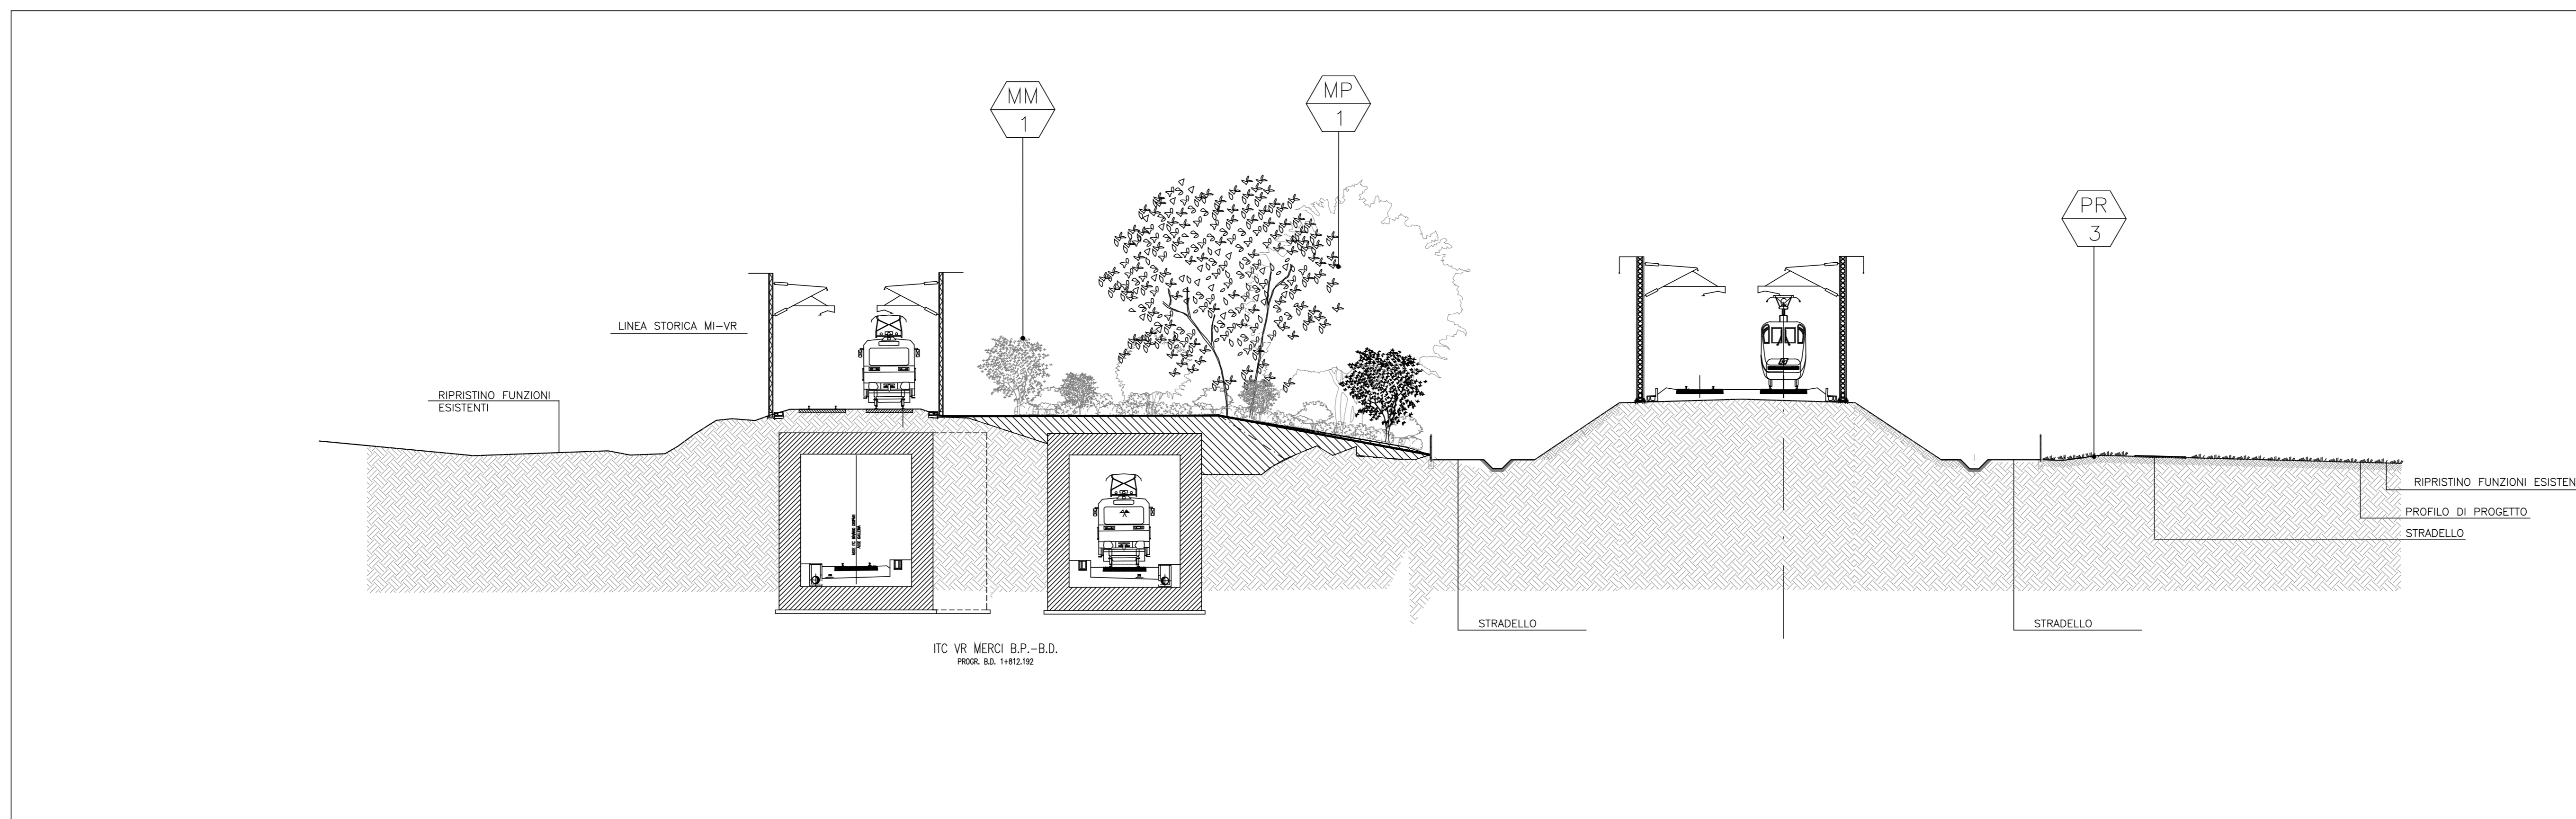 MM
1
MP
1
PR
3
LINEA STORICA MI-VR
RIPRISTINO FUNZIONI
ESISTENTI
RIPRISTINO FUNZIONI ESISTEN
PROFILO DI PROGETTO
STRADELLO
STRADELLO
STRADELLO
ITC VR MERCI B.P.-B.D.
PROGR. B.D. 1+812.192